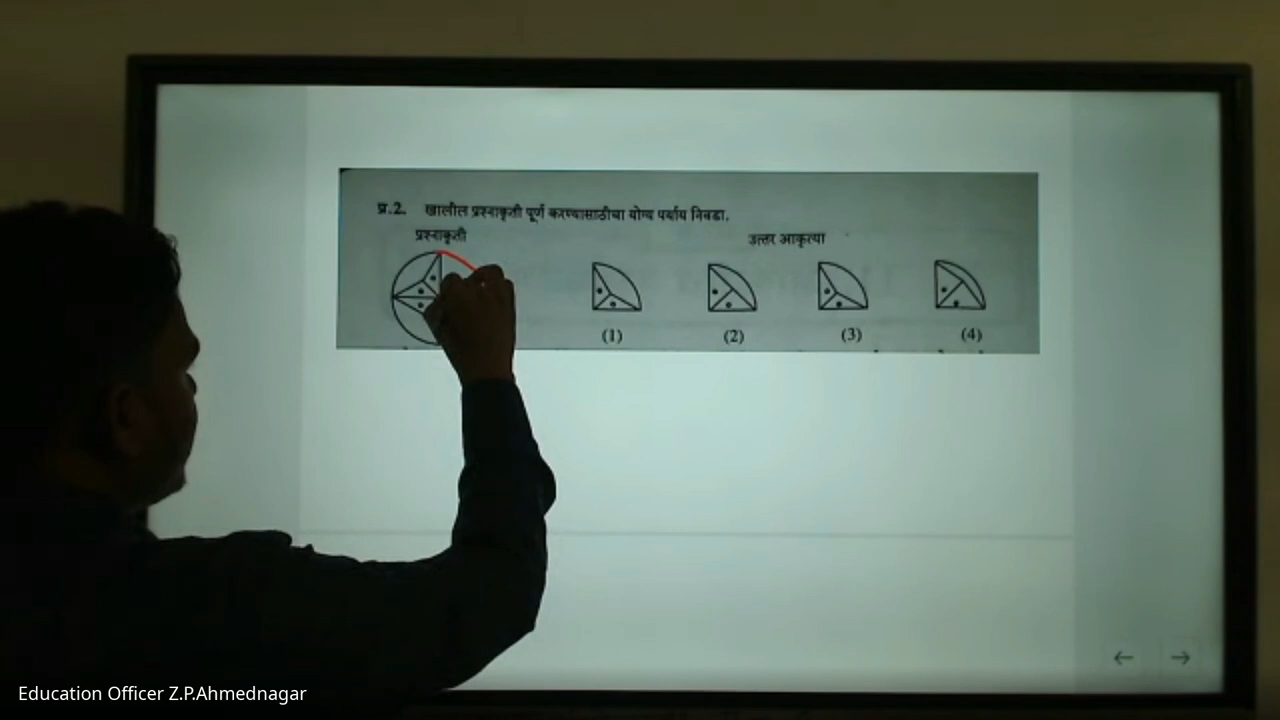 प्र.2. खालील प्रश्नाकृती पूर्ण करण्यासाठीचा योग्य पर्याय निवडा.
प्रश्नाकृती उत्तर आकृत्या
(1) (2) (3) (4)
Education Officer Z.P.Ahmednagar